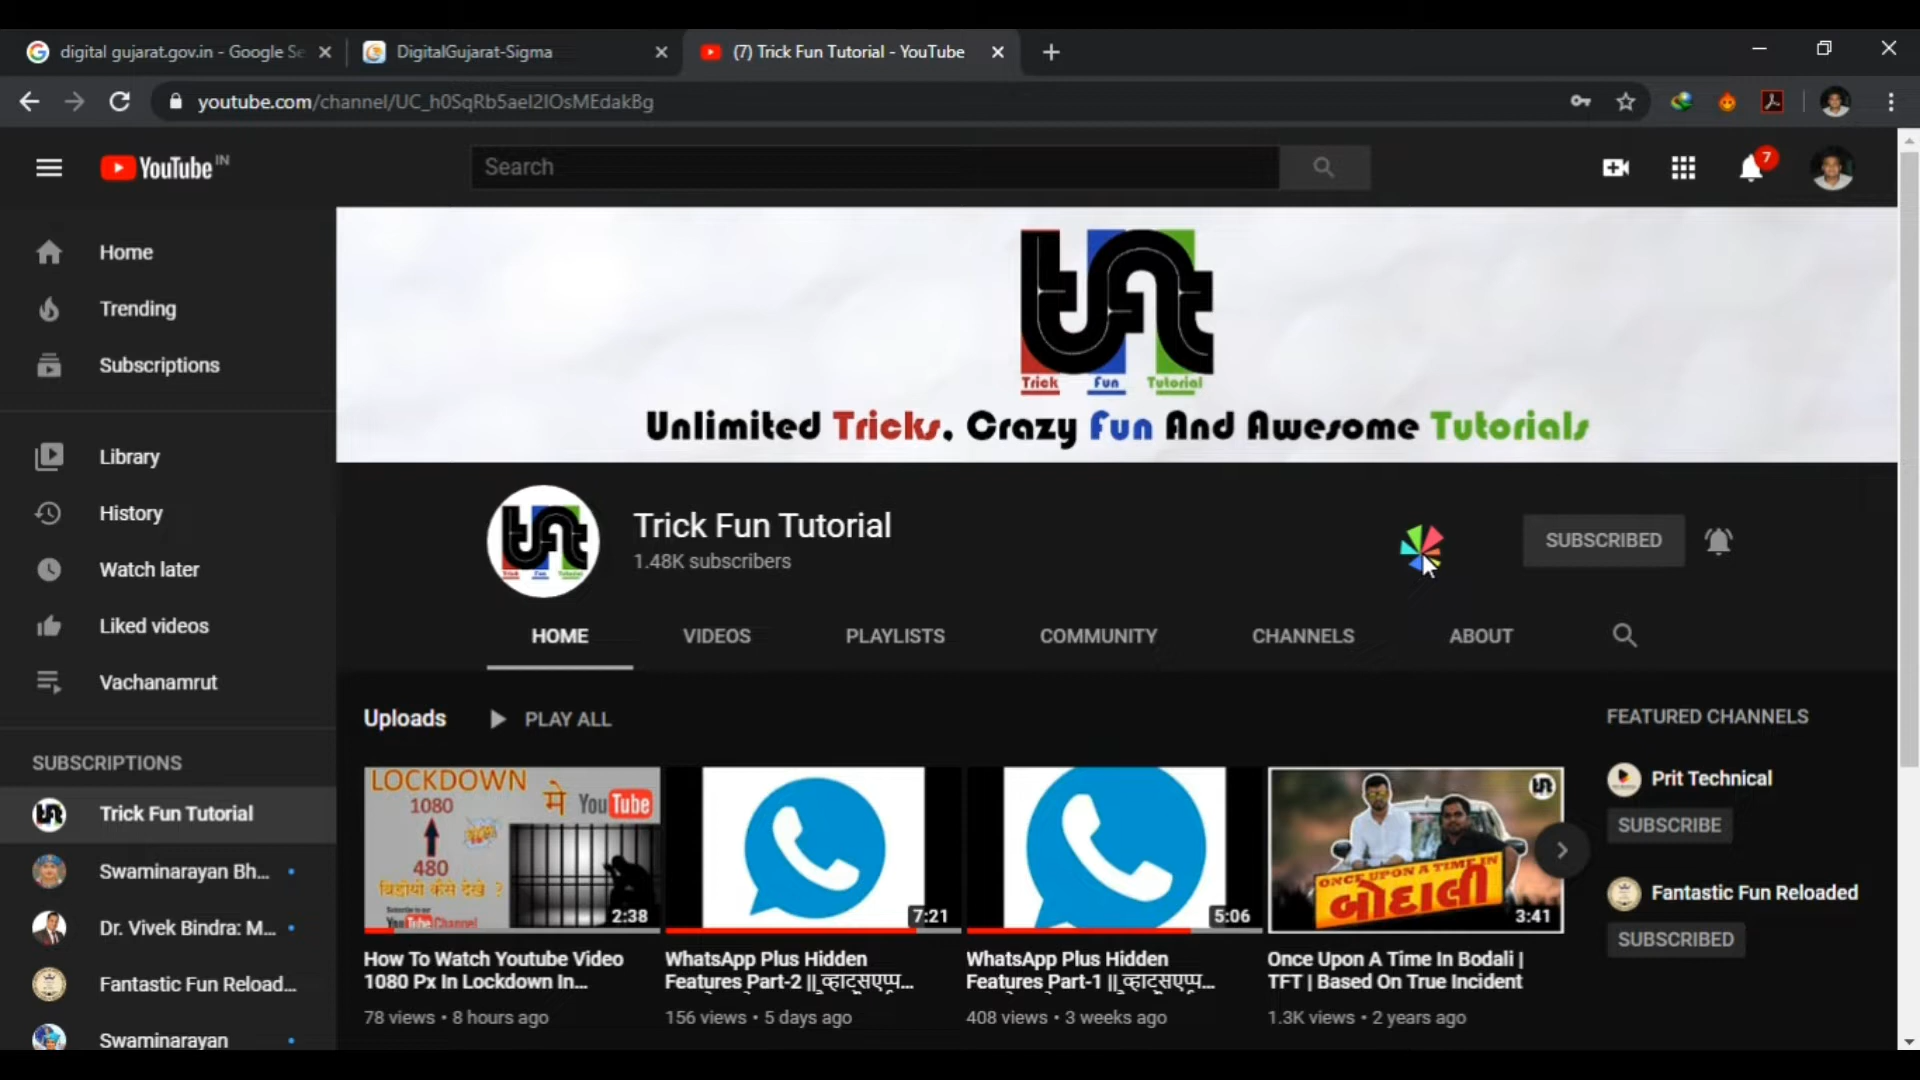 digital gujarat.gov.in - Google Se
DigitalGujarat-Sigma
(7) Trick Fun Tutorial - YouTube
youtube.com/channel/UC_h0SqRb5aeI2IOsMEdakBg
YouTube IN
Search
7
Home
Trending
Subscriptions
Library
History
Watch later
Liked videos
Vachanamrut
SUBSCRIPTIONS
Trick Fun Tutorial
Swaminarayan Bh...
Dr. Vivek Bindra: M...
Fantastic Fun Reload...
Swaminarayan
tft
Trick Fun Tutorial
Unlimited Tricks, Crazy Fun And Awesome Tutorials
Trick Fun Tutorial
1.48K subscribers
SUBSCRIBED
HOME VIDEOS PLAYLISTS COMMUNITY CHANNELS ABOUT
Uploads PLAY ALL
LOCKDOWN
1080
में YouTube
480
विडीयो कैसे देखे ?
Subscribe to our
YouTube Channel
2:38
How To Watch Youtube Video
1080 Px In Lockdown In...
78 views • 8 hours ago
7:21
WhatsApp Plus Hidden
Features Part-2 || व्हाट्सएप्प...
156 views • 5 days ago
5:06
WhatsApp Plus Hidden
Features Part-1 || व्हाट्सएप्प...
408 views • 3 weeks ago
ONCE UPON A TIME IN
બોદાલી
3:41
Once Upon A Time In Bodali |
TFT | Based On True Incident
1.3K views • 2 years ago
FEATURED CHANNELS
Prit Technical
SUBSCRIBE
Fantastic Fun Reloaded
SUBSCRIBED